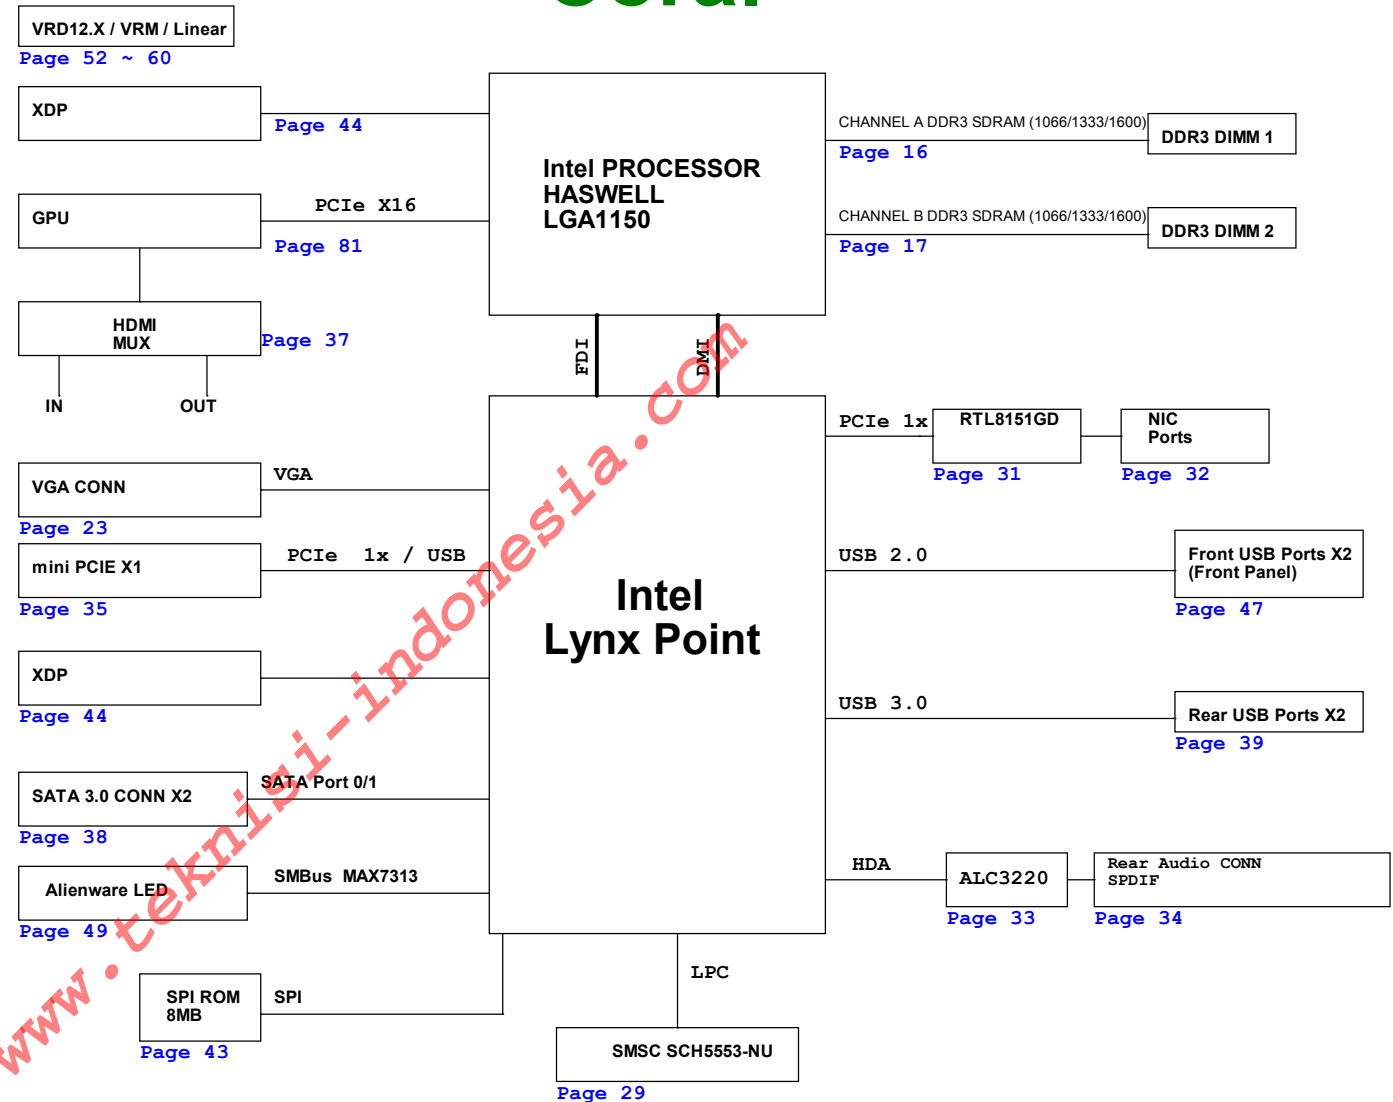 VRD12.X / VRM / Linear
Page 52 ~ 60
XDP
Page 44
GPU
PCIe X16
Page 81
HDMI
MUX
Page 37
IN
OUT
Intel PROCESSOR
HASWELL
LGA1150
CHANNEL A DDR3 SDRAM (1066/1333/1600)
Page 16
DDR3 DIMM 1
CHANNEL B DDR3 SDRAM (1066/1333/1600)
Page 17
DDR3 DIMM 2
FDI
DMI
VGA CONN
VGA
Page 23
mini PCIE X1
PCIe 1x / USB
Page 35
XDP
Page 44
SATA 3.0 CONN X2
SATA Port 0/1
Page 38
Alienware LED
SMBus MAX7313
Page 49
SPI ROM
8MB
SPI
Page 43
Intel
Lynx Point
PCIe 1x
RTL8151GD
Page 31
NIC
Ports
Page 32
USB 2.0
Front USB Ports X2
(Front Panel)
Page 47
USB 3.0
Rear USB Ports X2
Page 39
HDA
ALC3220
Page 33
Rear Audio CONN
SPDIF
Page 34
LPC
SMSC SCH5553-NU
Page 29
www.teknisi-indonesia.com